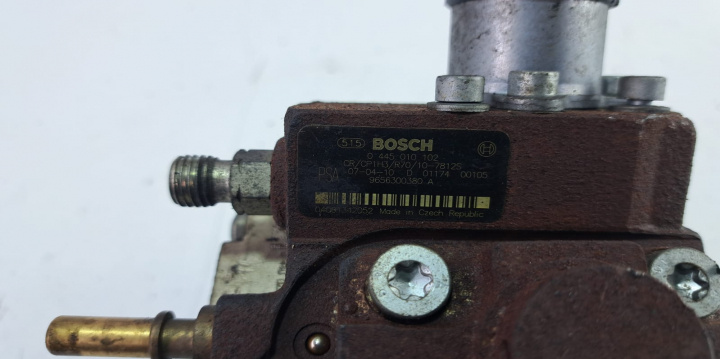 515 BOSCH
0 445 010 102
CR/CP1H3/R70/10-7812S
PSA 07-04-10 D 01174 00105
9656300380 A
Made in Czech Republic